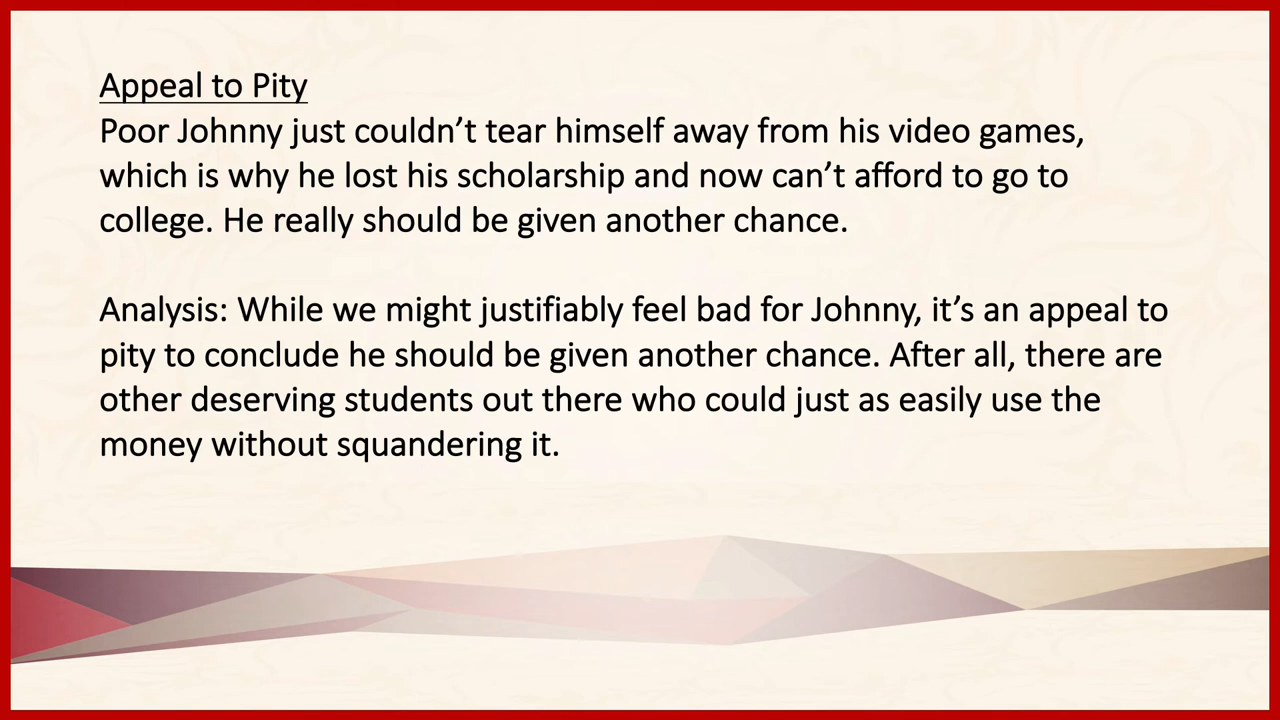 Appeal to Pity
Poor Johnny just couldn’t tear himself away from his video games,
which is why he lost his scholarship and now can’t afford to go to
college. He really should be given another chance.
Analysis: While we might justifiably feel bad for Johnny, it’s an appeal to
pity to conclude he should be given another chance. After all, there are
other deserving students out there who could just as easily use the
money without squandering it.